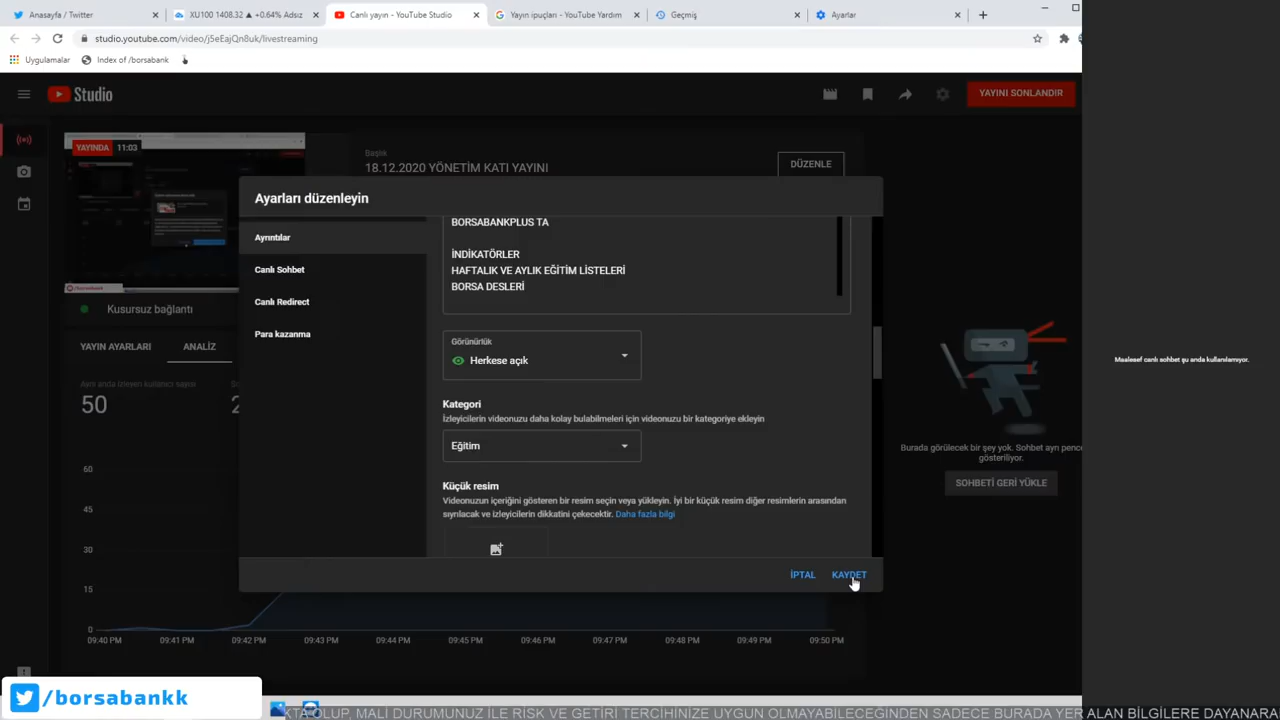 Anasayfa / Twitter
XU100 1408.32 ▲ +0.64% Adsız
Canlı yayın - YouTube Studio
Yayın ipuçları - YouTube Yardım
Geçmiş
Ayarlar
studio.youtube.com/video/j5eEajQn8uk/livestreaming
Uygulamalar
Index of /borsabank
Studio
YAYINI SONLANDIR
YAYINDA 11:03
Başlık
18.12.2020 YÖNETİM KATI YAYINI
DÜZENLE
Ayarları düzenleyin
Ayrıntılar
Canlı Sohbet
Canlı Redirect
Para kazanma
BORSABANKPLUS TA
İNDİKATÖRLER
HAFTALIK VE AYLIK EĞİTİM LİSTELERİ
BORSA DESLERİ
Görünürlük
Herkese açık
Kategori
İzleyicilerin videonuzu daha kolay bulabilmeleri için videonuzu bir kategoriye ekleyin
Eğitim
Küçük resim
Videonuzun içeriğini gösteren bir resim seçin veya yükleyin. İyi bir küçük resim diğer resimlerin arasından
sıyrılacak ve izleyicilerin dikkatini çekecektir. Daha fazla bilgi
İPTAL
KAYDET
Kusursuz bağlantı
YAYIN AYARLARI
ANALİZ
Aynı anda izleyen kullanıcı sayısı
50
2
60
45
30
15
0
09:40 PM
09:41 PM
09:42 PM
09:43 PM
09:44 PM
09:45 PM
09:46 PM
09:47 PM
09:48 PM
09:49 PM
09:50 PM
Burada görülecek bir şey yok. Sohbet ayrı pence
gösteriliyor.
SOHBETİ GERİ YÜKLE
Maalesef canlı sohbet şu anda kullanılamıyor.
/borsabankk
KTA OLUP, MALİ DURUMUNUZ İLE RİSK VE GETİRİ TERCİHİNİZE UYGUN OLMAYABİLECEĞİNDEN SADECE BURADA YER ALAN BİLGİLERE DAYANARA